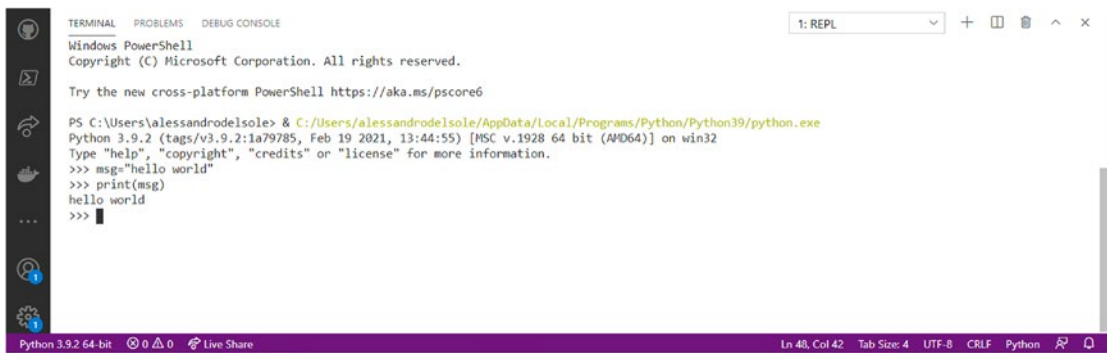 TERMINAL PROBLEMS DEBUG CONSOLE 1: REPL
Windows PowerShell
Copyright (C) Microsoft Corporation. All rights reserved.
Try the new cross-platform PowerShell https://aka.ms/pscore6
PS C:\Users\alessandrodelsole> & C:/Users/alessandrodelsole/AppData/Local/Programs/Python/Python39/python.exe
Python 3.9.2 (tags/v3.9.2:1a79785, Feb 19 2021, 13:44:55) [MSC v.1928 64 bit (AMD64)] on win32
Type "help", "copyright", "credits" or "license" for more information.
>>> msg="hello world"
>>> print(msg)
hello world
>>>
1
1
Python 3.9.2 64-bit 0 0 Live Share Ln 48, Col 42 Tab Size: 4 UTF-8 CRLF Python